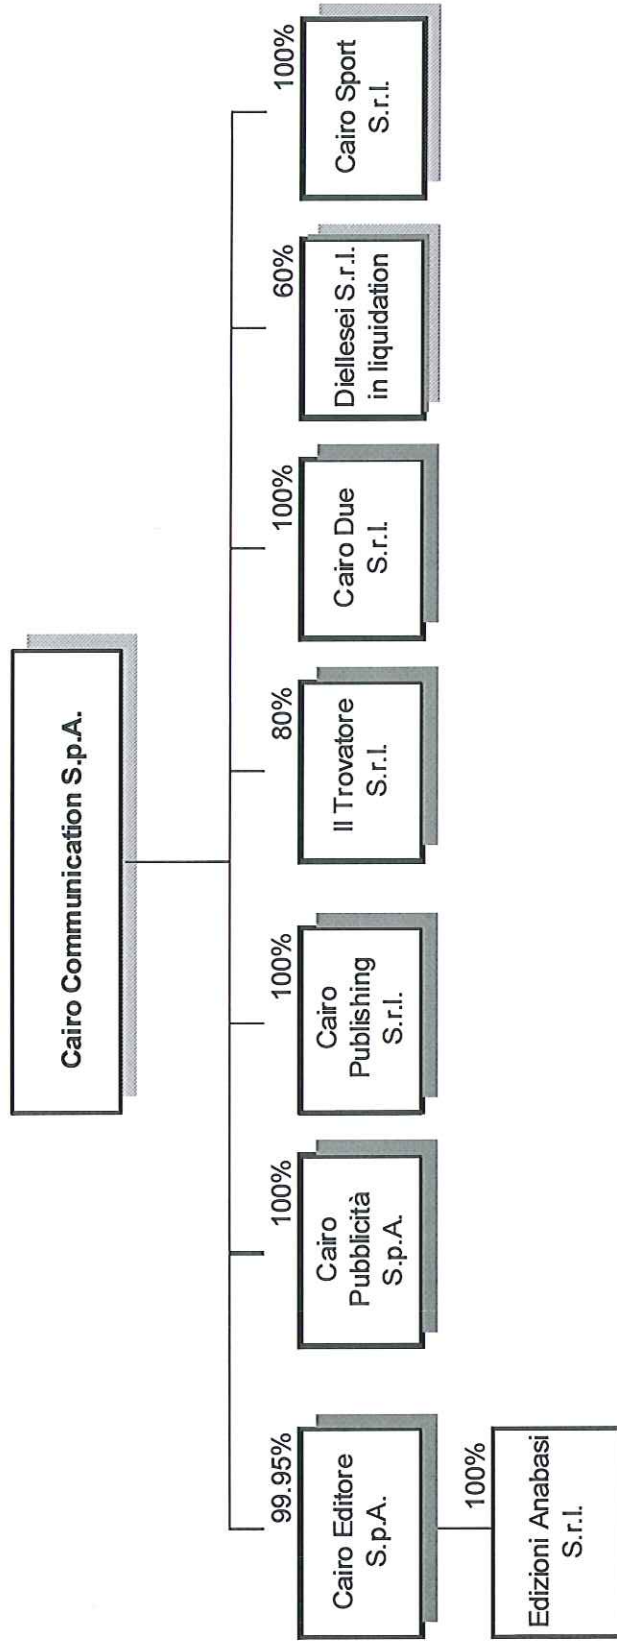 Cairo Communication S.p.A.
99.95%
Cairo Editore
S.p.A.
100%
Cairo
Pubblicità
S.p.A.
100%
Cairo
Publishing
S.r.l.
80%
Il Trovatore
S.r.l.
100%
Cairo Due
S.r.l.
60%
Diellesei S.r.l.
in liquidation
100%
Cairo Sport
S.r.l.
100%
Edizioni Anabasi
S.r.l.